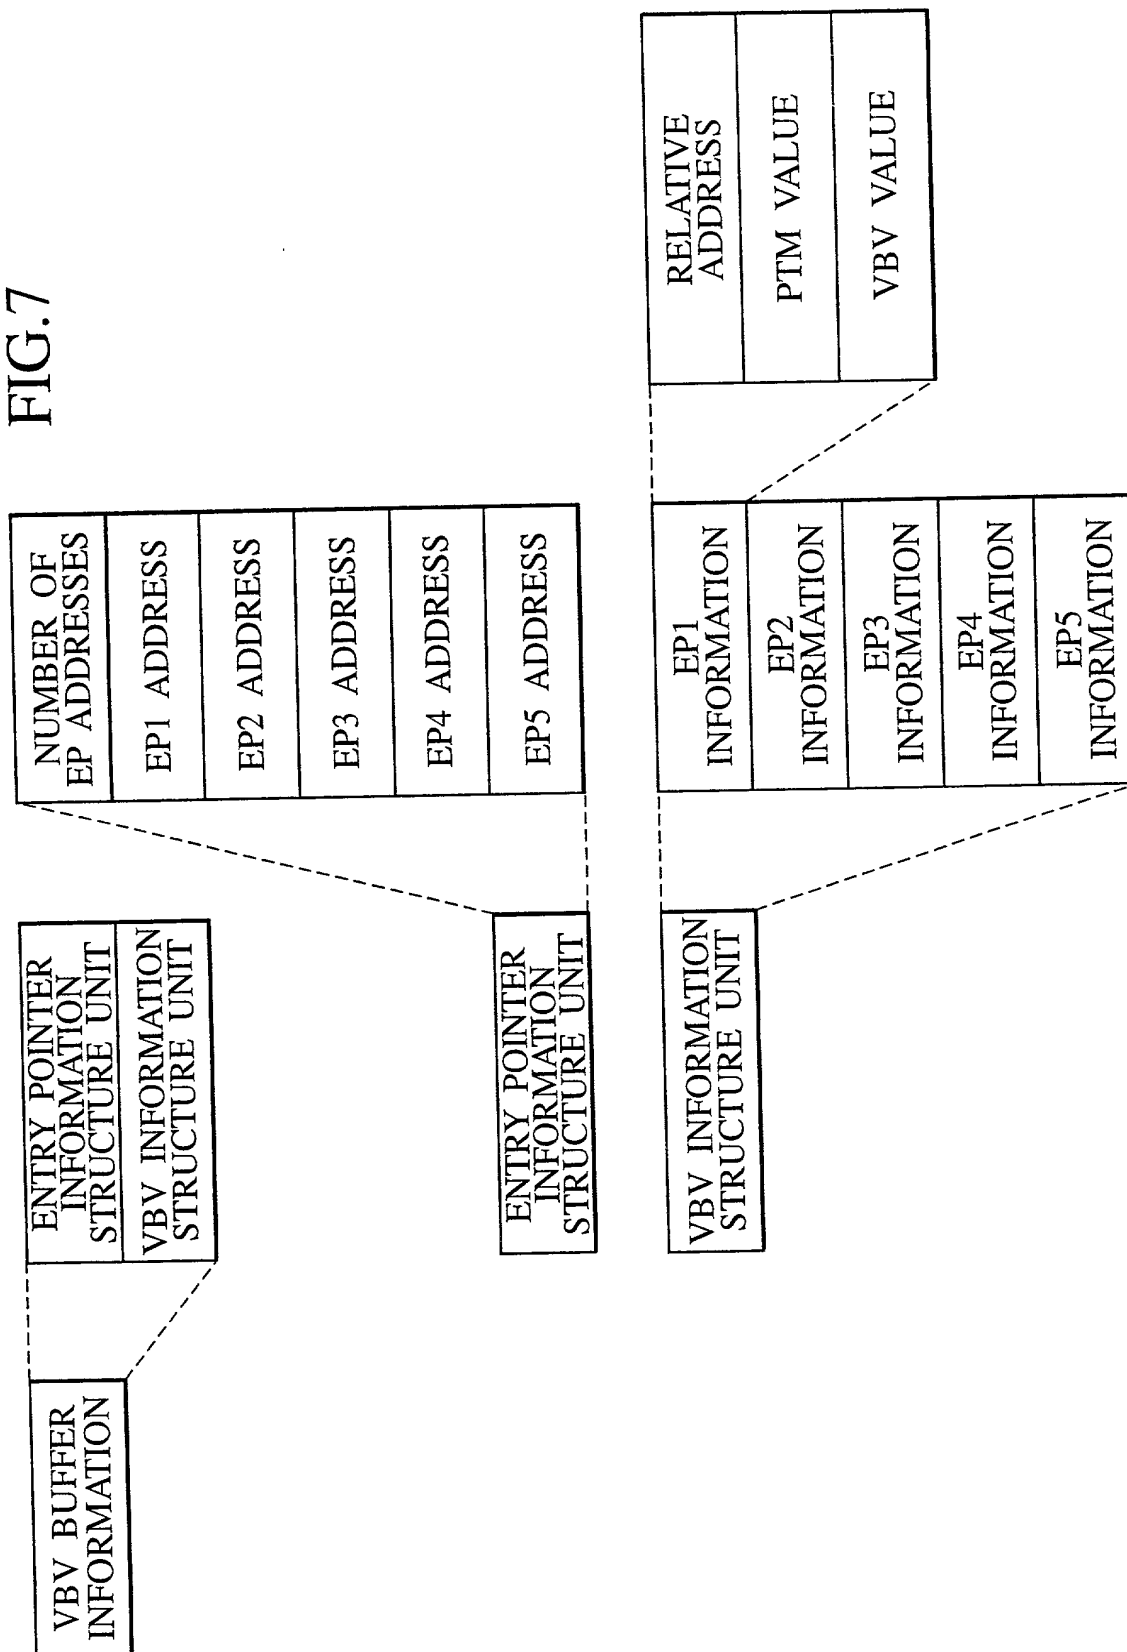 FIG.7
VBV BUFFER
INFORMATION
ENTRY POINTER
INFORMATION
STRUCTURE UNIT
VBV INFORMATION
STRUCTURE UNIT
NUMBER OF
EP ADDRESSES
EP1 ADDRESS
EP2 ADDRESS
EP3 ADDRESS
EP4 ADDRESS
EP5 ADDRESS
ENTRY POINTER
INFORMATION
STRUCTURE UNIT
VBV INFORMATION
STRUCTURE UNIT
EP1
INFORMATION
EP2
INFORMATION
EP3
INFORMATION
EP4
INFORMATION
EP5
INFORMATION
RELATIVE
ADDRESS
PTM VALUE
VBV VALUE